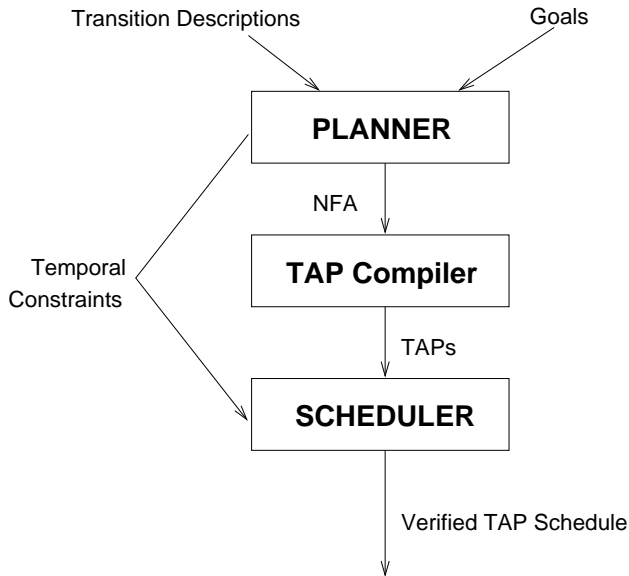 Transition Descriptions
Goals
PLANNER
NFA
TAP Compiler
Temporal
Constraints
TAPs
SCHEDULER
Verified TAP Schedule